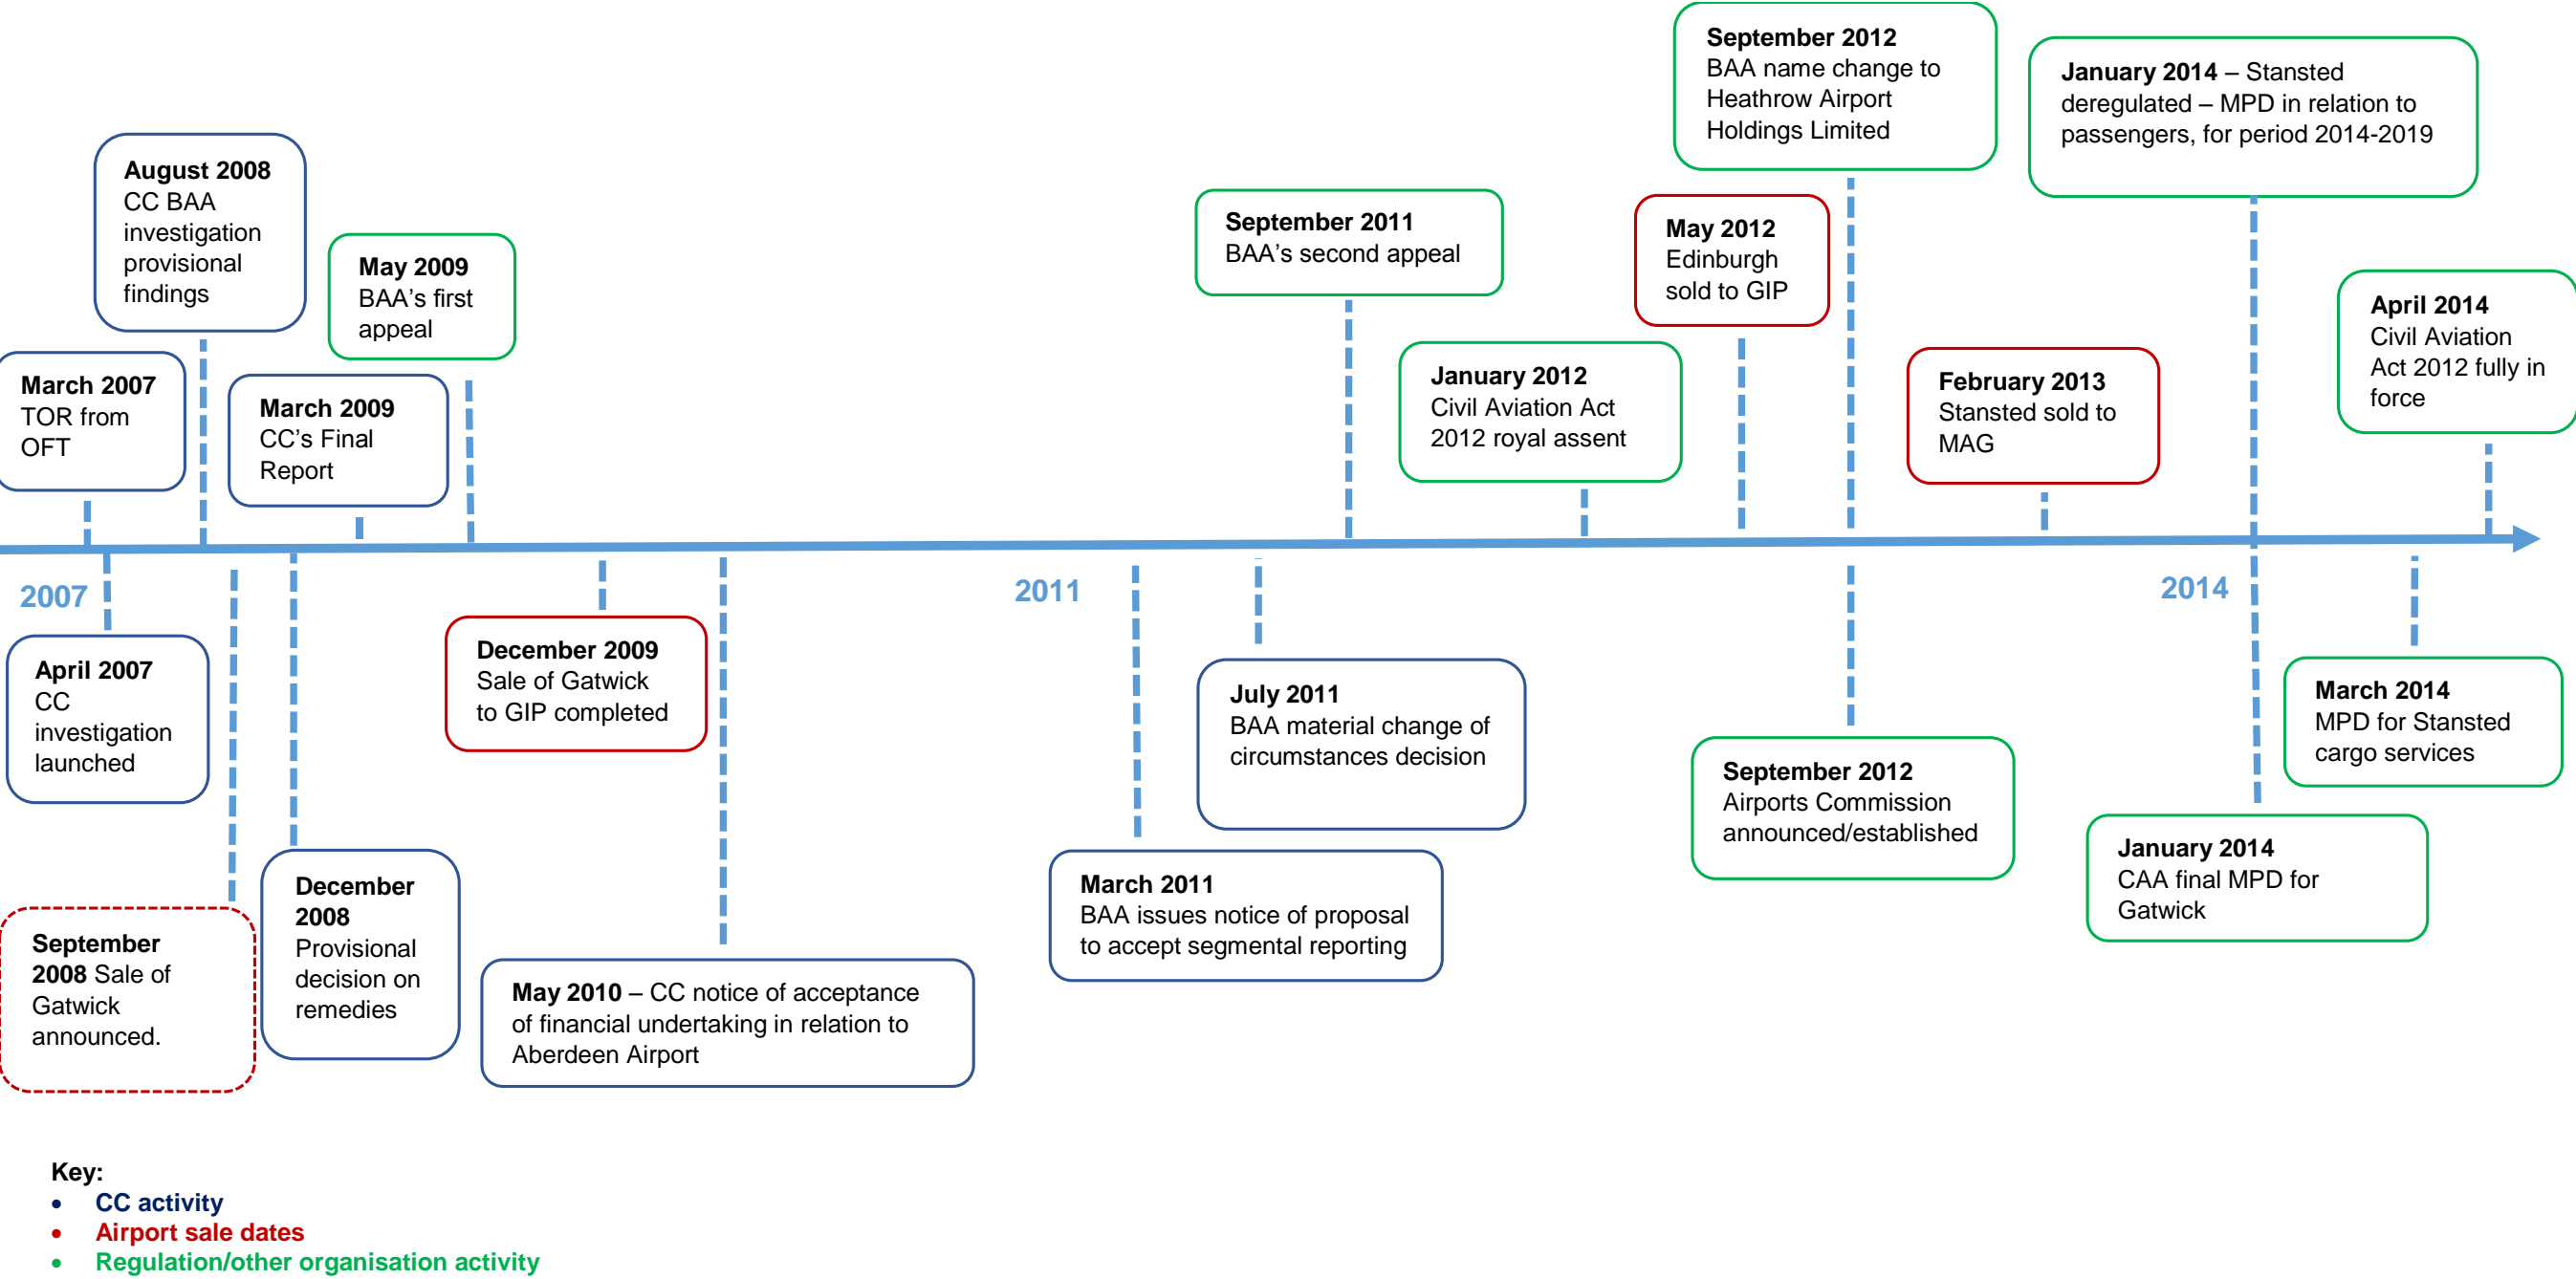 September 2012
BAA name change to
Heathrow Airport
Holdings Limited
January 2014 – Stansted
deregulated – MPD in relation to
passengers, for period 2014-2019
August 2008
CC BAA
investigation
provisional
findings
September 2011
BAA’s second appeal
May 2012
Edinburgh
sold to GIP
May 2009
BAA’s first
appeal
April 2014
Civil Aviation
Act 2012 fully in
force
March 2007
TOR from
OFT
March 2009
CC’s Final
Report
January 2012
Civil Aviation Act
2012 royal assent
February 2013
Stansted sold to
MAG
2007
2011
2014
April 2007
CC
investigation
launched
December 2009
Sale of Gatwick
to GIP completed
July 2011
BAA material change of
circumstances decision
March 2014
MPD for Stansted
cargo services
September 2012
Airports Commission
announced/established
January 2014
CAA final MPD for
Gatwick
September
2008 Sale of
Gatwick
announced.
December
2008
Provisional
decision on
remedies
March 2011
BAA issues notice of proposal
to accept segmental reporting
May 2010 – CC notice of acceptance
of financial undertaking in relation to
Aberdeen Airport
Key:
• CC activity
• Airport sale dates
• Regulation/other organisation activity